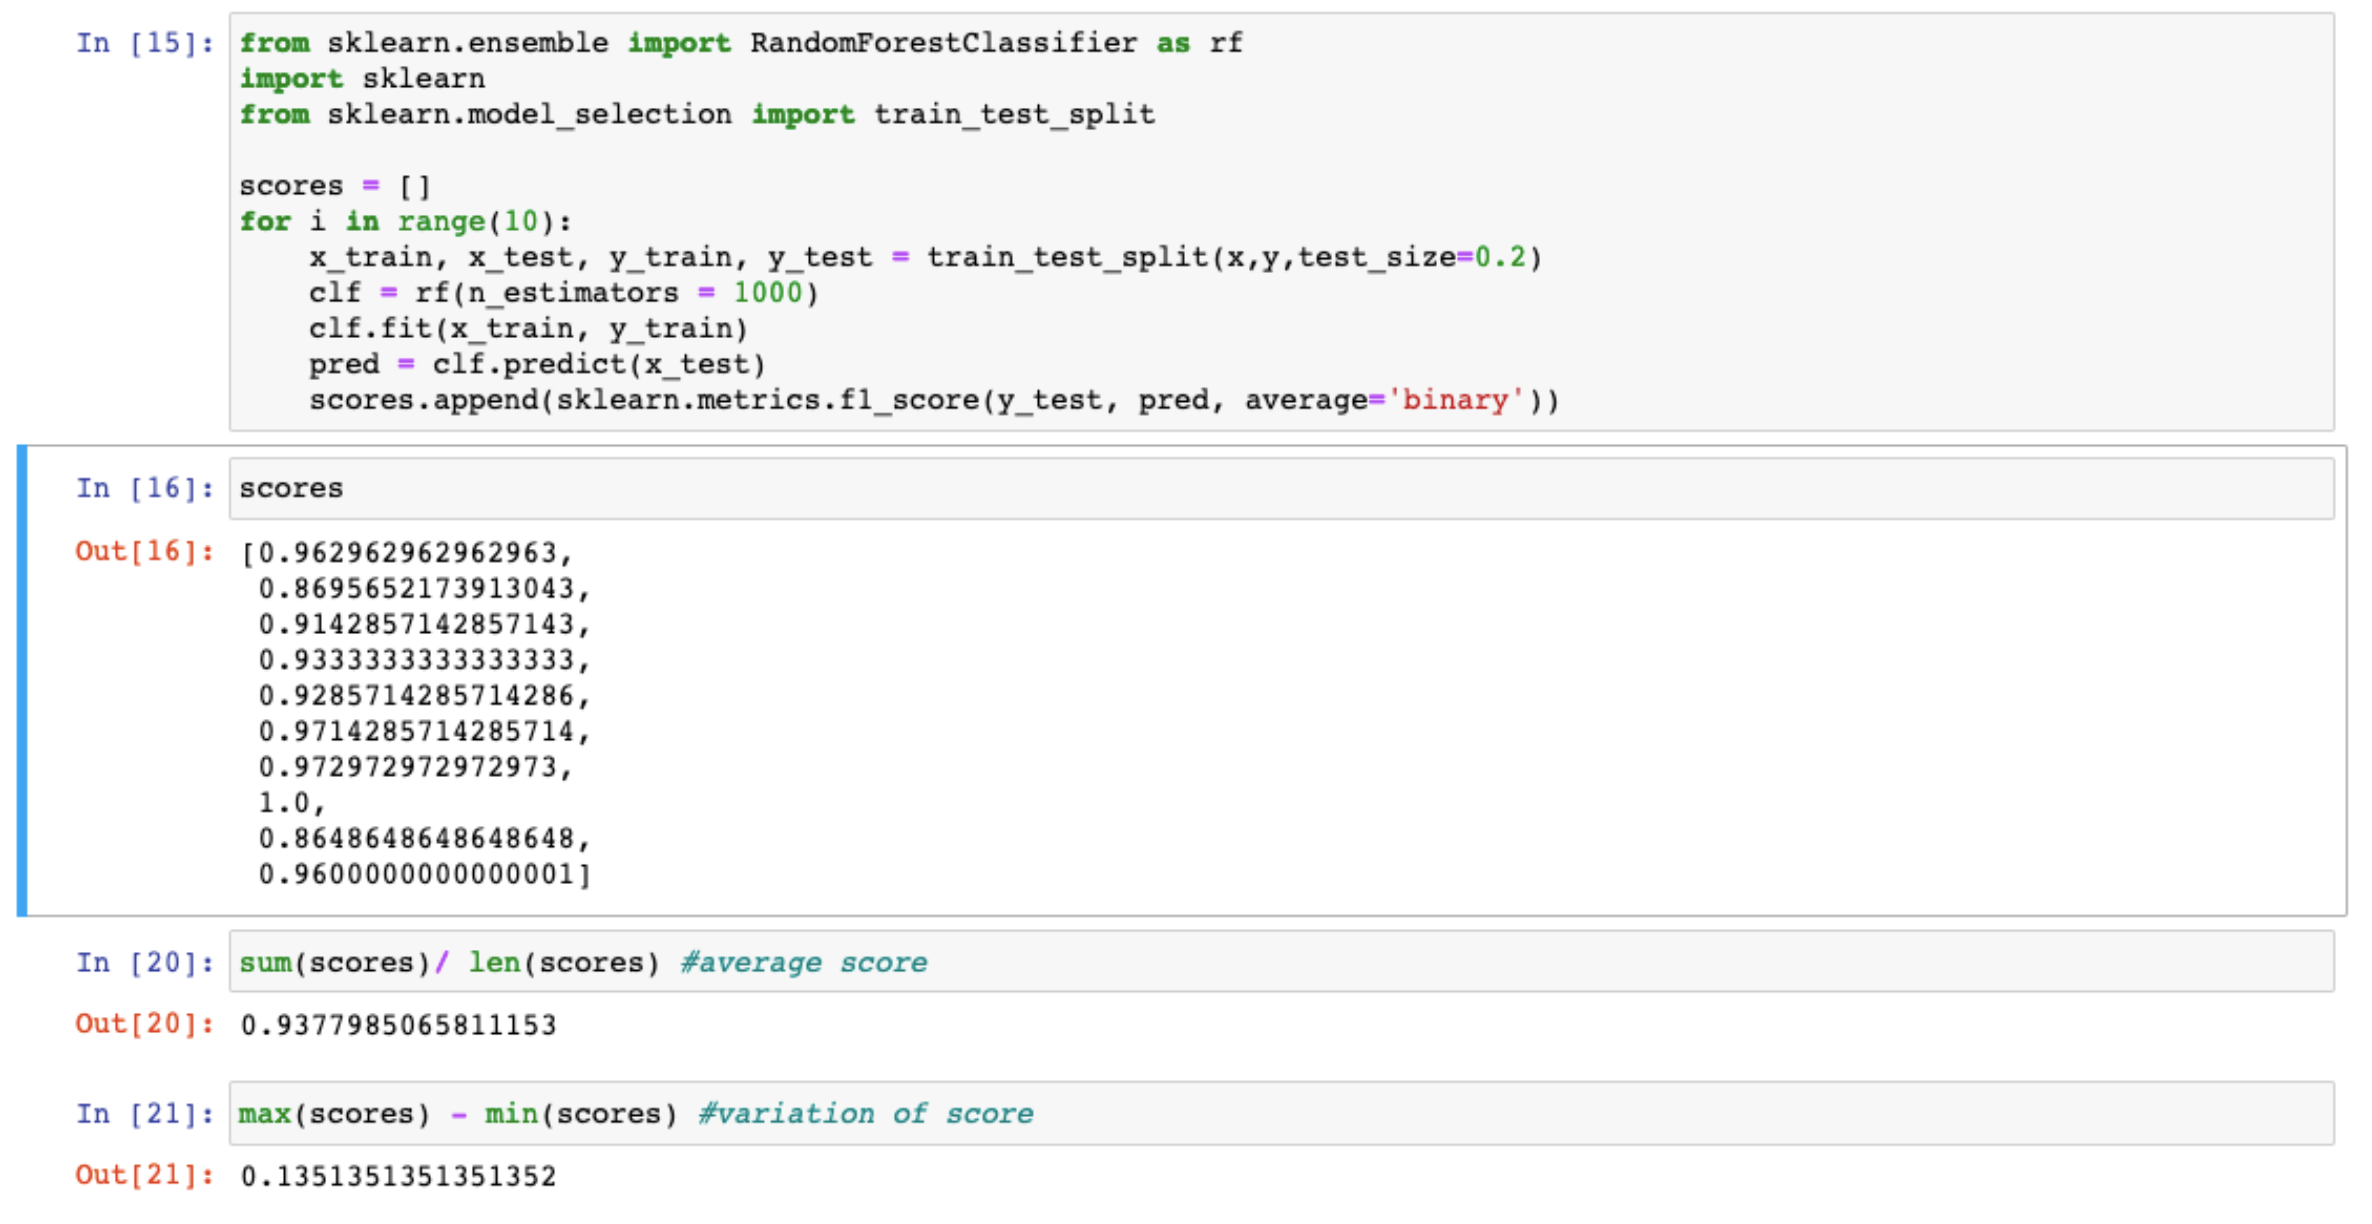 In [15]: from sklearn.ensemble import RandomForestClassifier as rf
import sklearn
from sklearn.model_selection import train_test_split
scores = []
for i in range(10):
    x_train, x_test, y_train, y_test = train_test_split(x,y,test_size=0.2)
    clf = rf(n_estimators = 1000)
    clf.fit(x_train, y_train)
    pred = clf.predict(x_test)
    scores.append(sklearn.metrics.f1_score(y_test, pred, average='binary'))
In [16]: scores
Out[16]: [0.962962962962963,
0.8695652173913043,
0.9142857142857143,
0.9333333333333333,
0.9285714285714286,
0.9714285714285714,
0.972972972972973,
1.0,
0.8648648648648648,
0.9600000000000001]
In [20]: sum(scores)/ len(scores) #average score
Out[20]: 0.9377985065811153
In [21]: max(scores) - min(scores) #variation of score
Out[21]: 0.1351351351351352